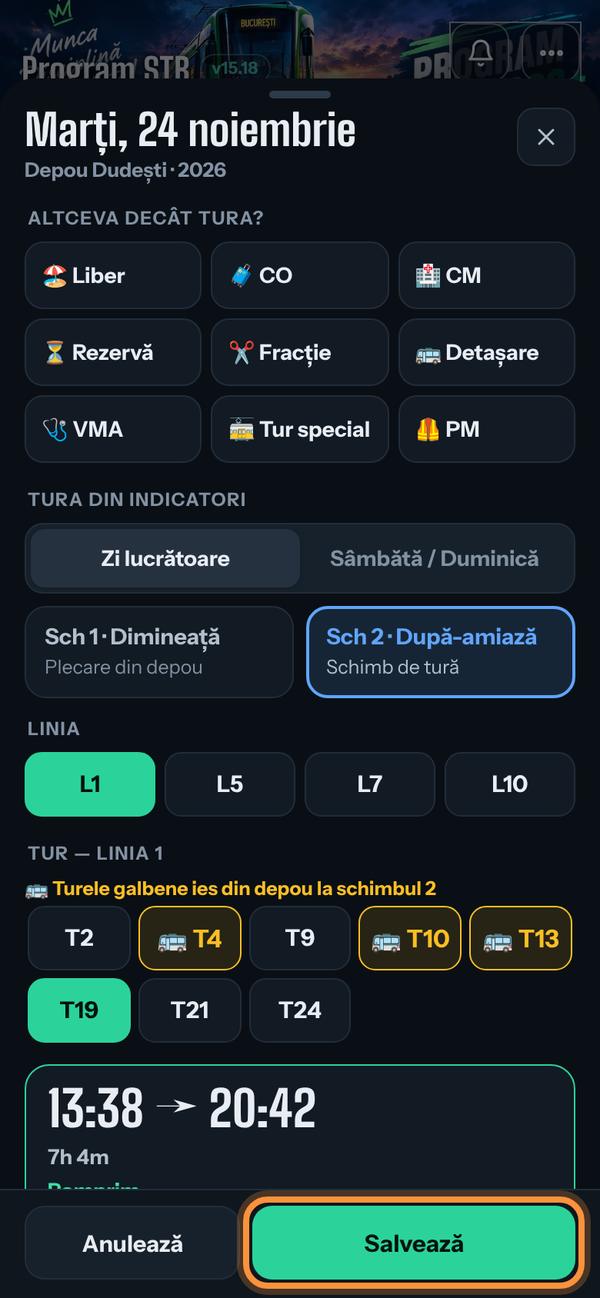 Munca
BUCUREȘTI
Program STB v15.18
Marți, 24 noiembrie
Depou Dudești · 2026
ALTCEVA DECÂT TURA?
Liber
CO
CM
Rezervă
Fracție
Detașare
VMA
Tur special
PM
TURA DIN INDICATORI
Zi lucrătoare
Sâmbătă / Duminică
Sch 1 · Dimineață
Plecare din depou
Sch 2 · După-amiază
Schimb de tură
LINIA
L1
L5
L7
L10
TUR — LINIA 1
Turele galbene ies din depou la schimbul 2
T2
T4
T9
T10
T13
T19
T21
T24
13:38 → 20:42
7h 4m
Anulează
Salvează